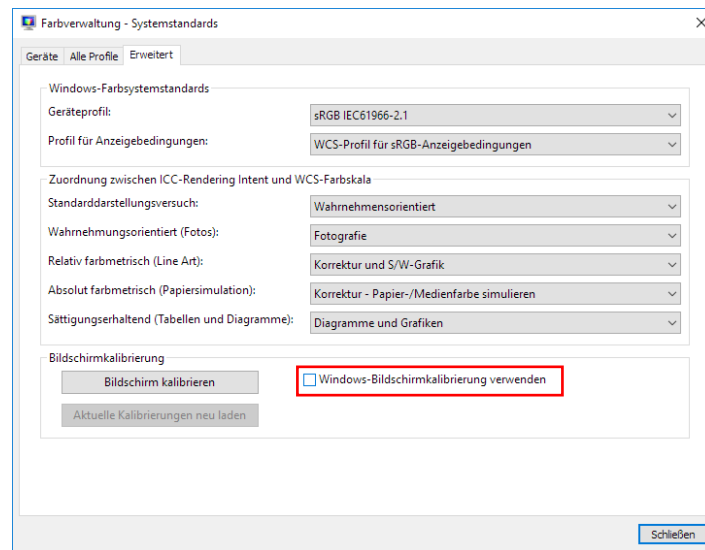 Farbverwaltung - Systemstandards
Geräte Alle Profile Erweitert
Windows-Farbsystemstandards
Geräteprofil: sRGB IEC61966-2.1
Profil für Anzeigebedingungen: WCS-Profil für sRGB-Anzeigebedingungen
Zuordnung zwischen ICC-Rendering Intent und WCS-Farbskala
Standarddarstellungsversuch: Wahrnehmensorientiert
Wahrnehmungsorientiert (Fotos): Fotografie
Relativ farbmetrisch (Line Art): Korrektur und S/W-Grafik
Absolut farbmetrisch (Papiersimulation): Korrektur - Papier-/Medienfarbe simulieren
Sättigungserhaltend (Tabellen und Diagramme): Diagramme und Grafiken
Bildschirmkalibrierung
Bildschirm kalibrieren Windows-Bildschirmkalibrierung verwenden
Aktuelle Kalibrierungen neu laden
Schließen